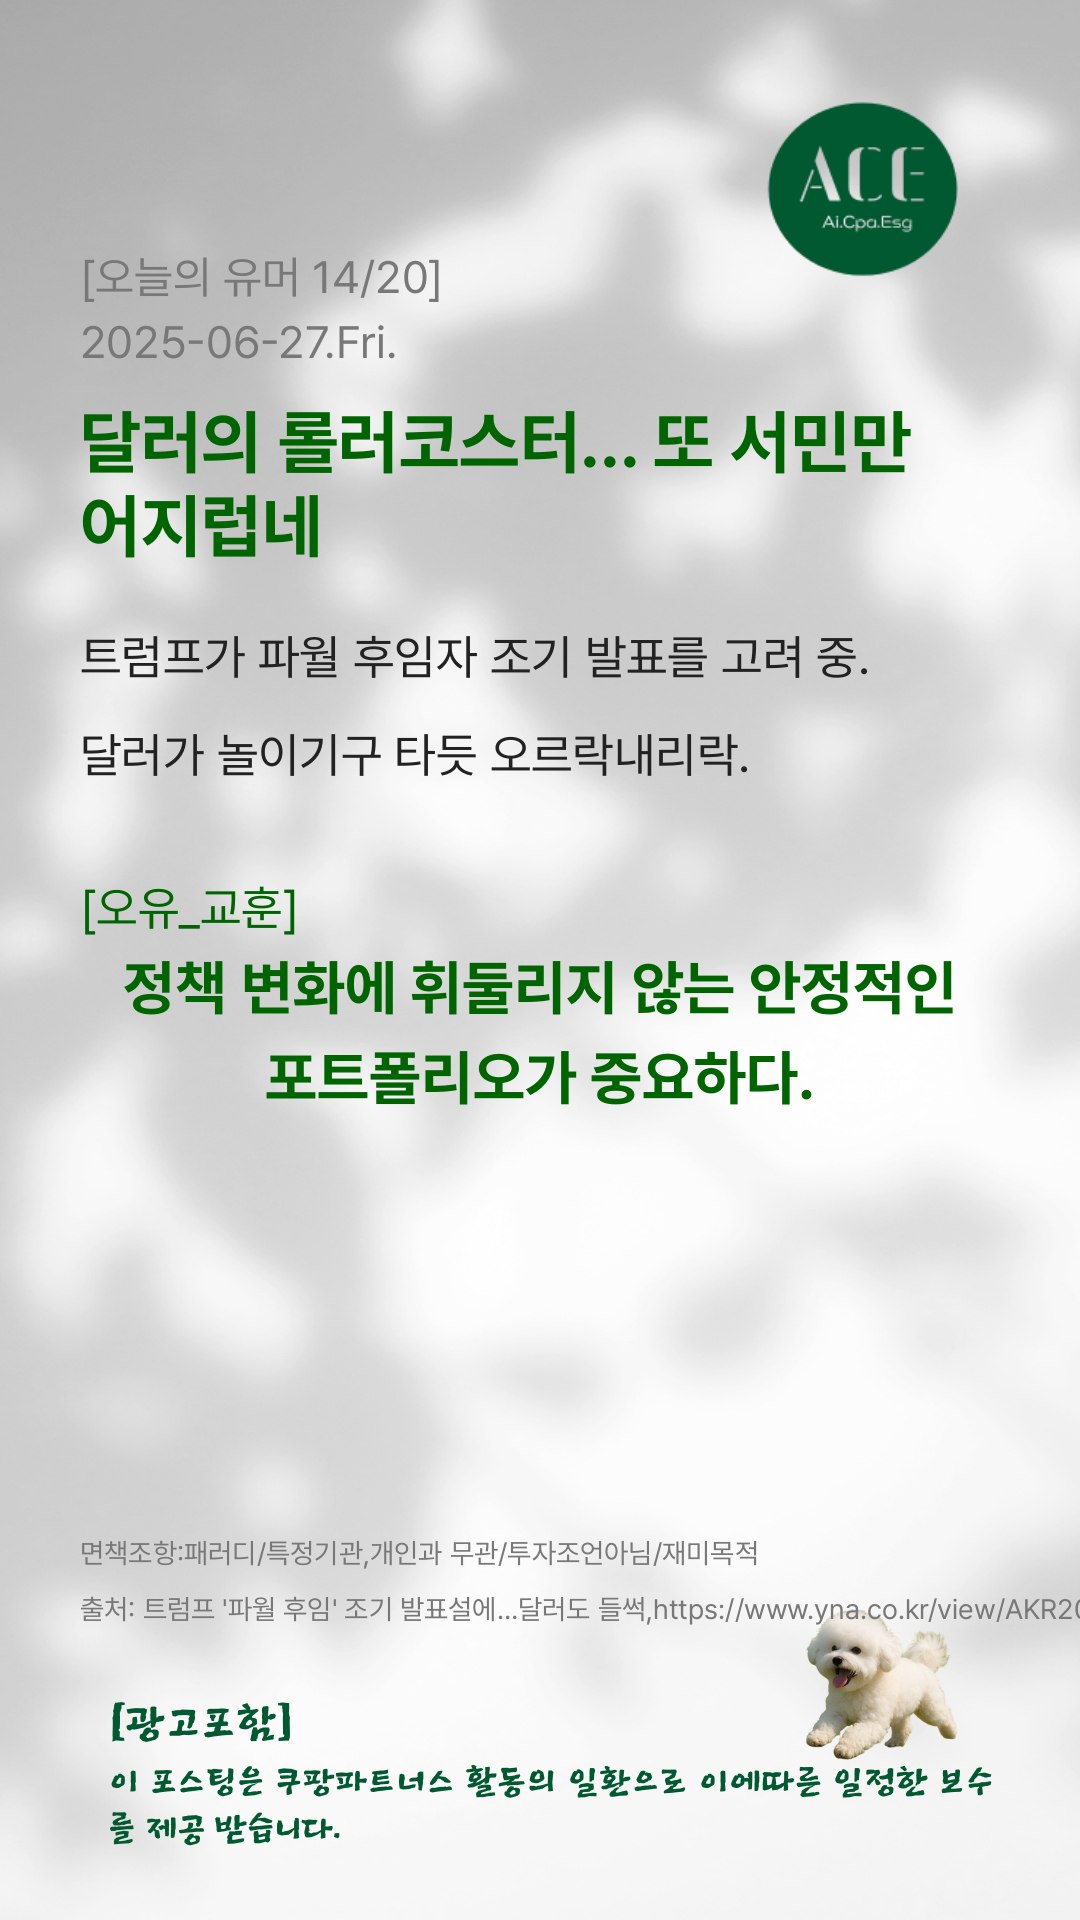 ACE
Ai.Cpa.Esg
[오늘의 유머 14/20]
2025-06-27.Fri.
달러의 롤러코스터... 또 서민만
어지럽네
트럼프가 파월 후임자 조기 발표를 고려 중.
달러가 놀이기구 타듯 오르락내리락.
[오유_교훈]
정책 변화에 휘둘리지 않는 안정적인
포트폴리오가 중요하다.
면책조항:패러디/특정기관,개인과 무관/투자조언아님/재미목적
출처: 트럼프 '파월 후임' 조기 발표설에...달러도 들썩,https://www.yna.co.kr/view/AKR20
[광고포함]
이 포스팅은 쿠팡파트너스 활동의 일환으로 이에따른 일정한 보수
를 제공 받습니다.